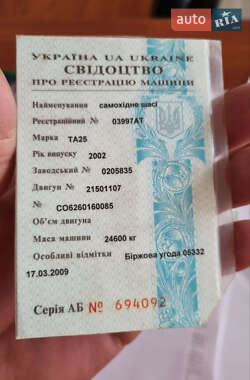 auto RIA
.com
УКРАЇНА UA UKRAINE
СВІДОЦТВО
ПРО РЕЄСТРАЦІЮ МАШИНИ
Найменування самохідне шасі
Реєстраційний № 03997АТ
Марка ТА25
Рік випуску 2002
Заводський № 0205835
Двигун № 21501107
№ СО5260160085
Об'єм двигуна
Маса машини 24600 кг
Особливі відмітки Біржова угода 05332
17.03.2009
Серія АБ № 694092